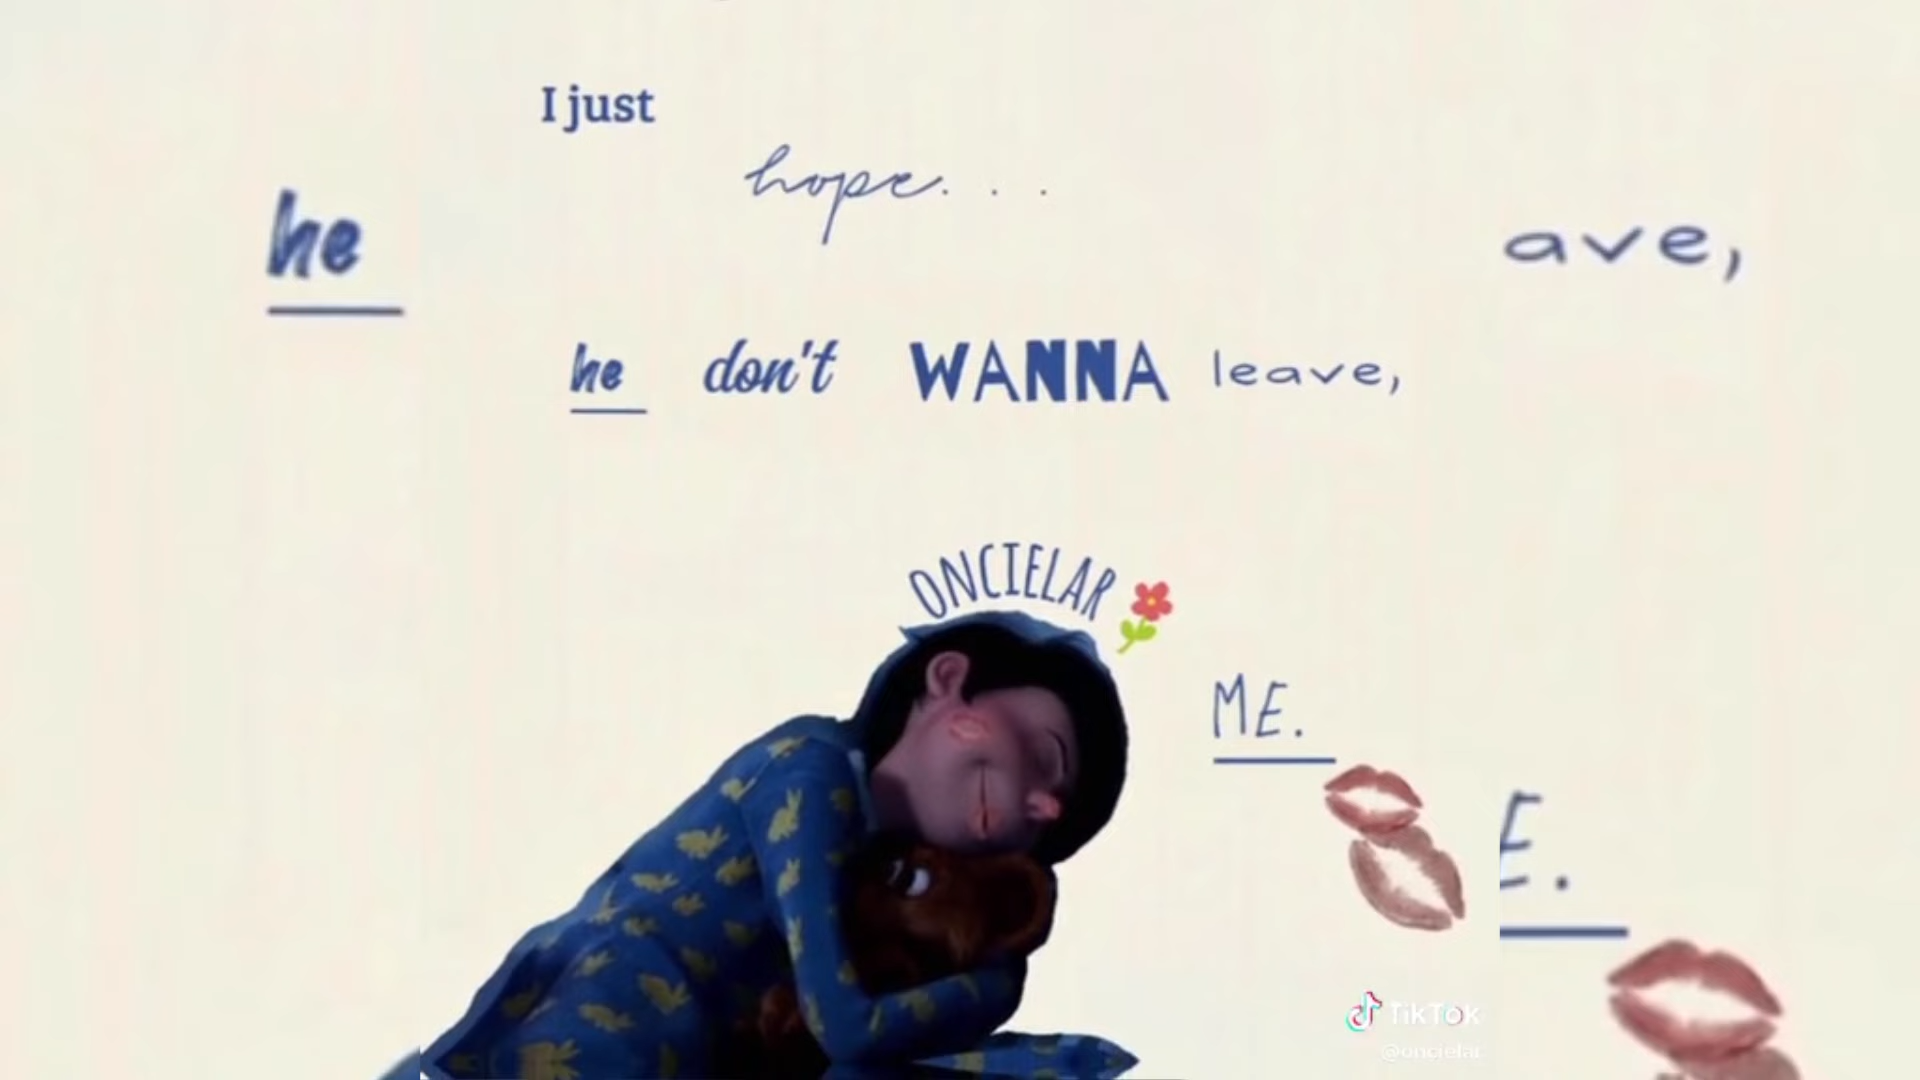 I just
hope. . .
he
ave,
he don't WANNA leave,
ONCIELAR
ME.
E.
TikTok
@oncielar